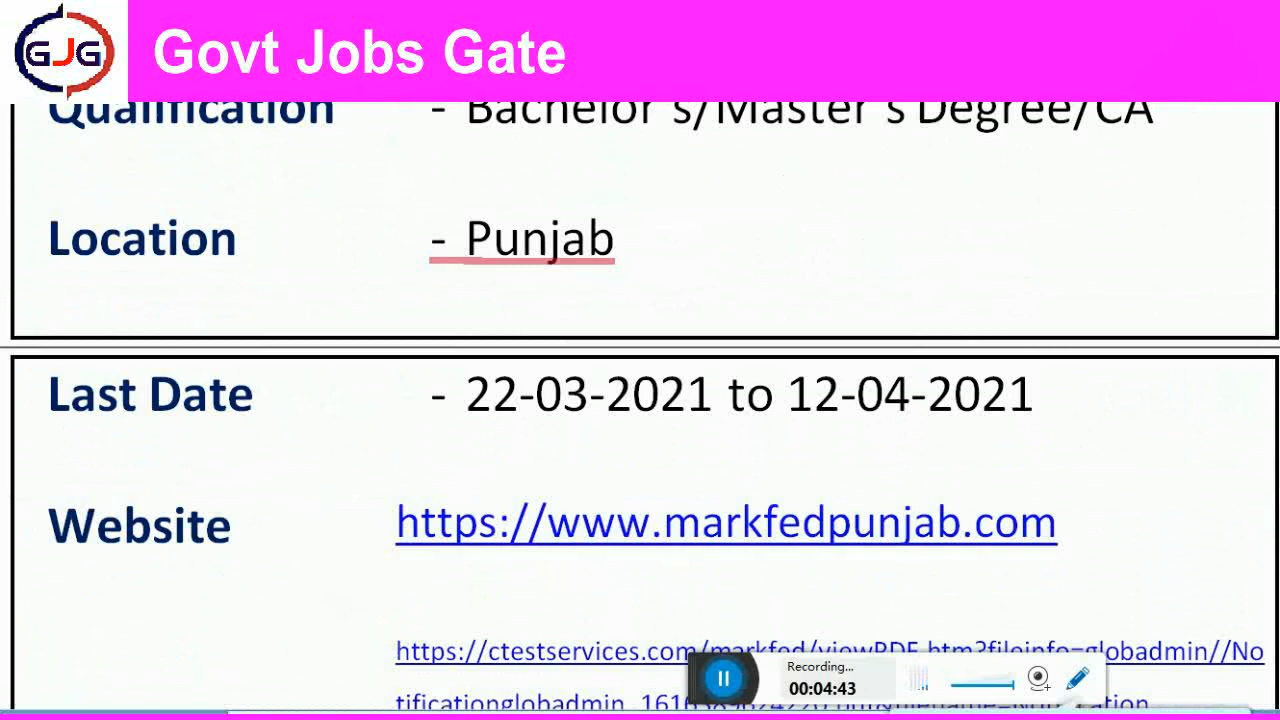 GJG Govt Jobs Gate
Qualification - Bachelor's/Master's Degree/CA
Location - Punjab
Last Date - 22-03-2021 to 12-04-2021
Website https://www.markfedpunjab.com
https://ctestservices.com/markfed/viewPDF.htm?fileinfo=globadmin//No
Recording...
00:04:43